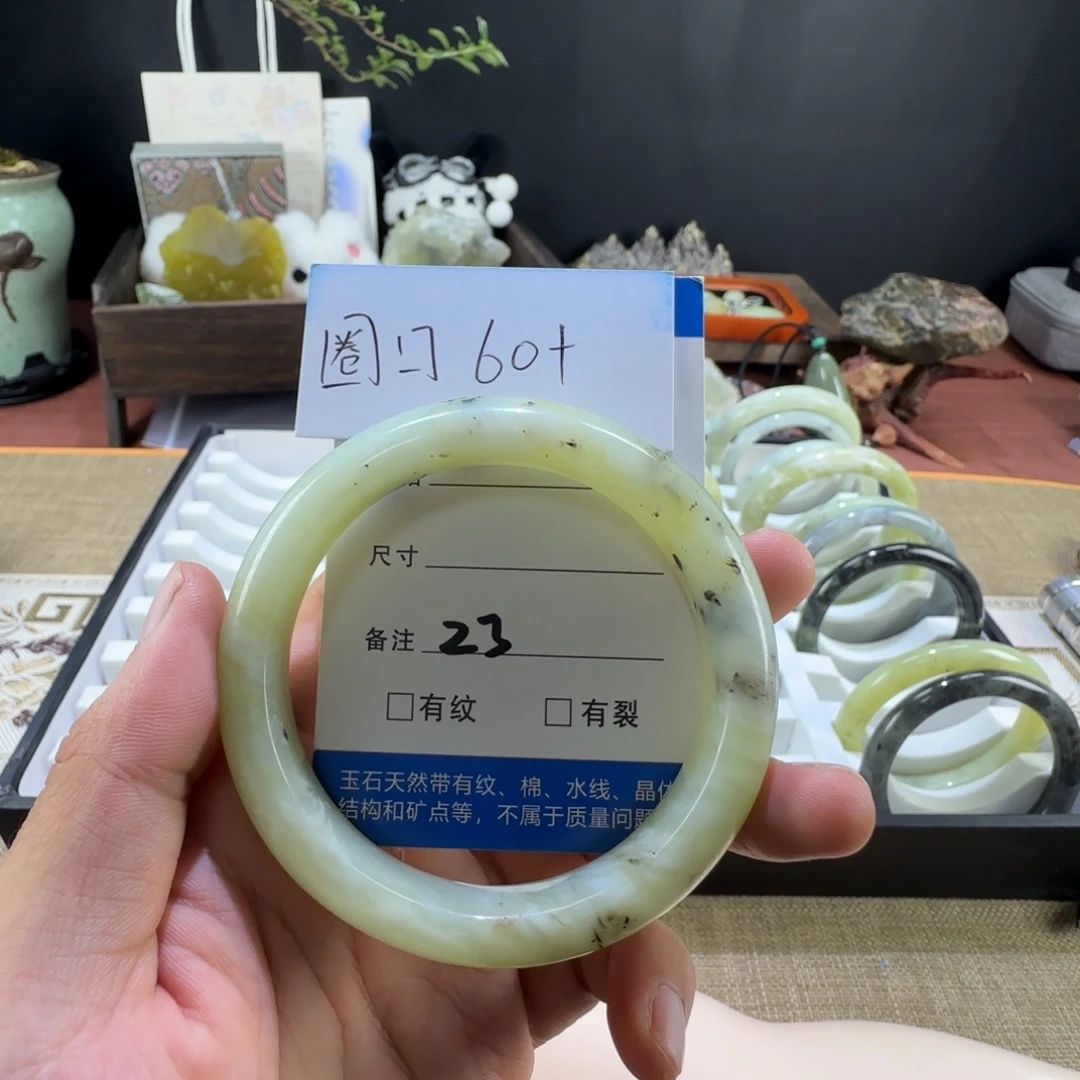 圈口 60+
尺寸
备注 23
□有纹 □有裂
玉石天然带有纹、棉、水线、晶体
结构和矿点等，不属于质量问题